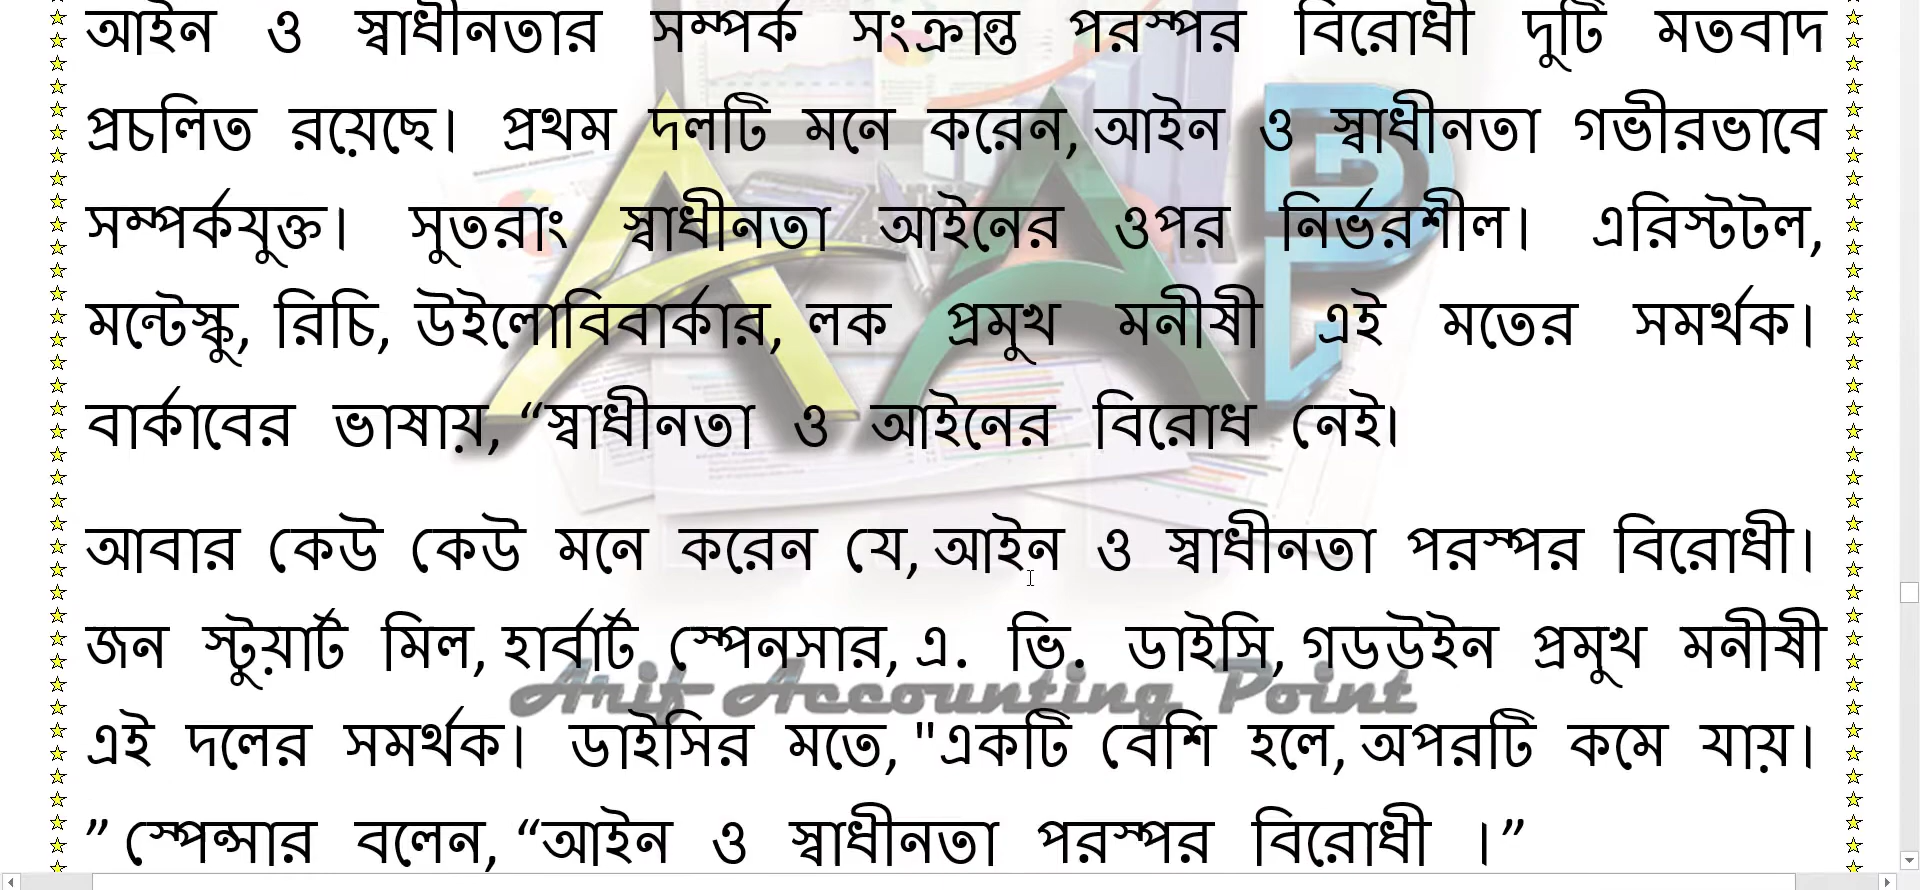 আইন ও স্বাধীনতার সম্পর্ক সংক্রান্ত পরস্পর বিরোধী দুটি মতবাদ
প্রচলিত রয়েছে। প্রথম দলটি মনে করেন, আইন ও স্বাধীনতা গভীরভাবে
সম্পর্কযুক্ত। সুতরাং স্বাধীনতা আইনের ওপর নির্ভরশীল। এরিস্টটল,
মন্টেস্কু, রিচি, উইলোবিবার্কার, লক প্রমুখ মনীষী এই মতের সমর্থক।
বার্কাবের ভাষায়, “স্বাধীনতা ও আইনের বিরোধ নেই।
আবার কেউ কেউ মনে করেন যে, আইন ও স্বাধীনতা পরস্পর বিরোধী।
জন স্টুয়ার্ট মিল, হার্বার্ট স্পেনসার, এ. ভি. ডাইসি, গডউইন প্রমুখ মনীষী
Arif Accounting Point
এই দলের সমর্থক। ডাইসির মতে, "একটি বেশি হলে, অপরটি কমে যায়।
” স্পেন্সার বলেন, “আইন ও স্বাধীনতা পরস্পর বিরোধী ।”